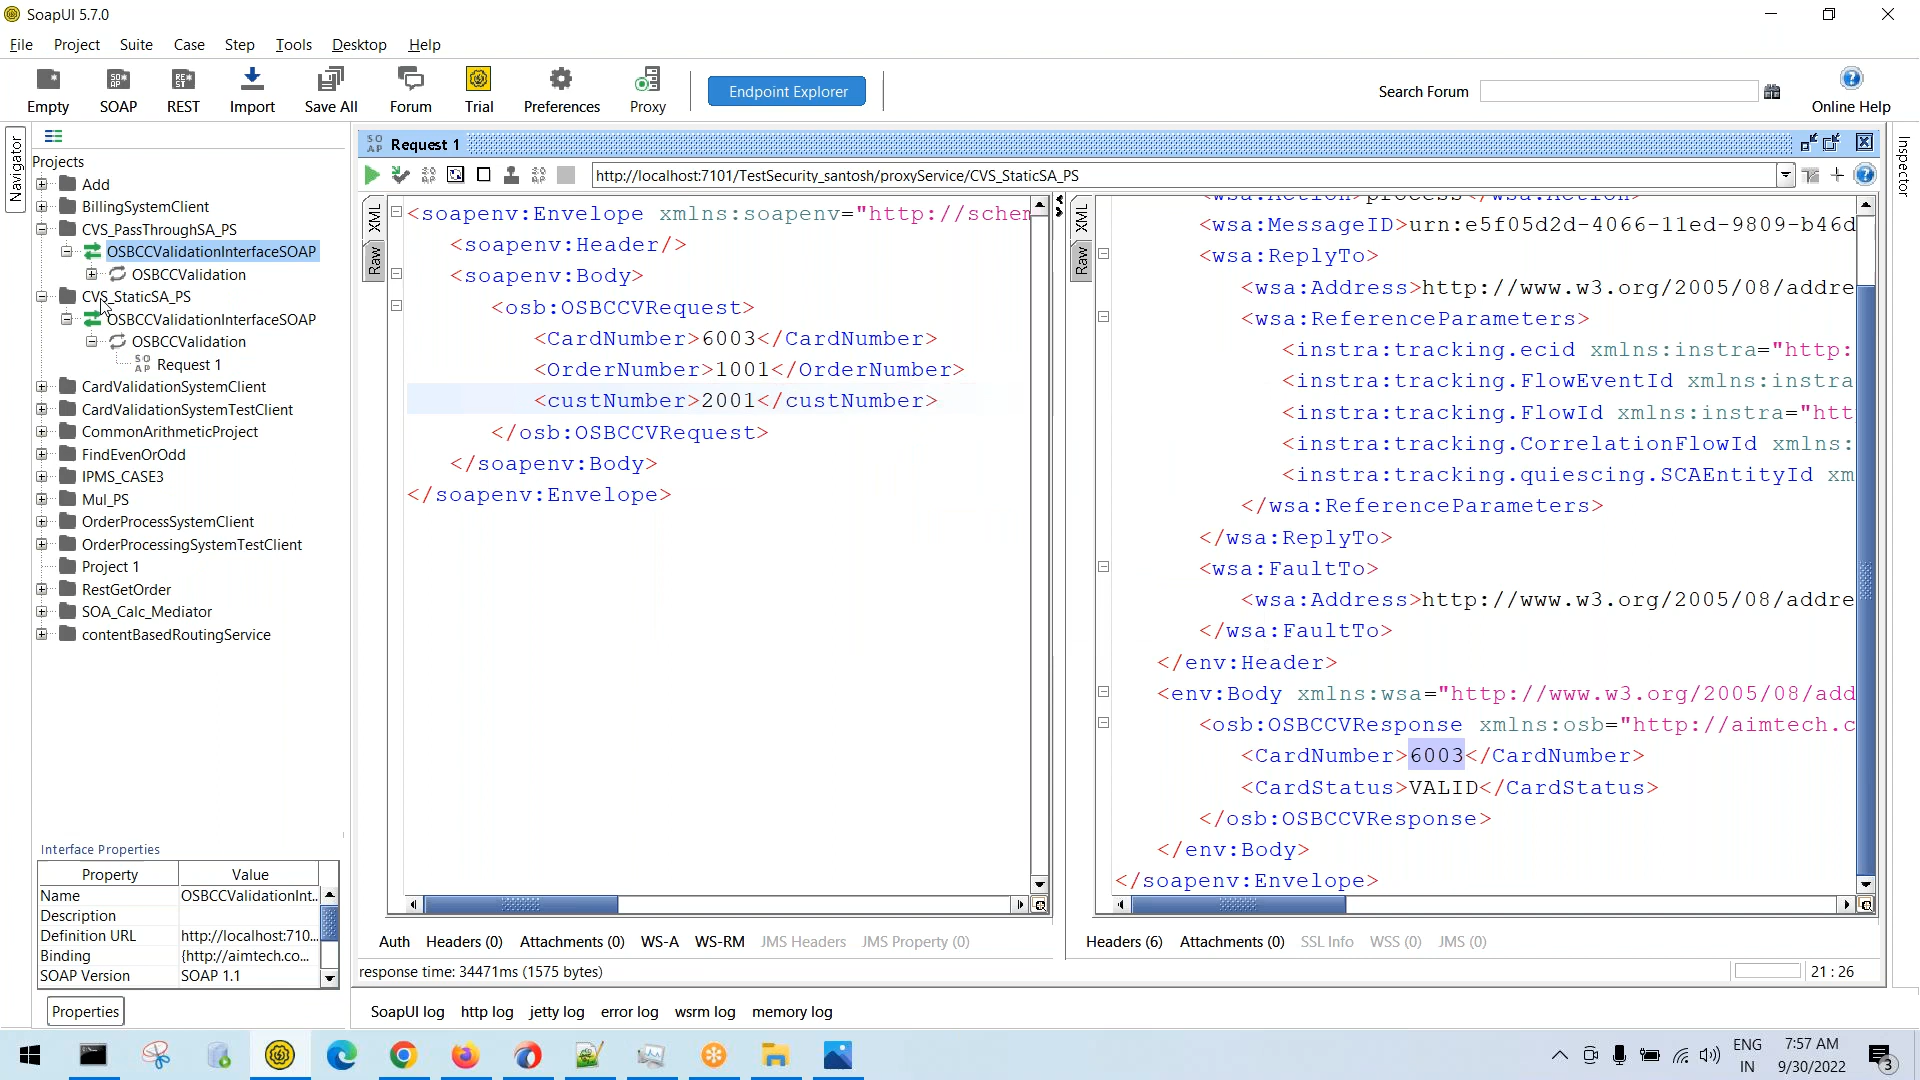 SoapUI 5.7.0
File Project Suite Case Step Tools Desktop Help
Empty SOAP REST Import Save All Forum Trial Preferences Proxy Endpoint Explorer Search Forum Online Help
Navigator
Projects
Add
BillingSystemClient
CVS_PassThroughSA_PS
OSBCCValidationInterfaceSOAP
OSBCCValidation
CVS_StaticSA_PS
OSBCCValidationInterfaceSOAP
OSBCCValidation
Request 1
CardValidationSystemClient
CardValidationSystemTestClient
CommonArithmeticProject
FindEvenOrOdd
IPMS_CASE3
Mul_PS
OrderProcessSystemClient
OrderProcessingSystemTestClient
Project 1
RestGetOrder
SOA_Calc_Mediator
contentBasedRoutingService
Interface Properties
Property Value
Name OSBCCValidationInt...
Description
Definition URL http://localhost:710...
Binding {http://aimtech.co...
SOAP Version SOAP 1.1
Properties
Request 1
http://localhost:7101/TestSecurity_santosh/proxyService/CVS_StaticSA_PS
XML
Raw
<soapenv:Envelope xmlns:soapenv="http://schem
<soapenv:Header/>
<soapenv:Body>
<osb:OSBCCVRequest>
<CardNumber>6003</CardNumber>
<OrderNumber>1001</OrderNumber>
<custNumber>2001</custNumber>
</osb:OSBCCVRequest>
</soapenv:Body>
</soapenv:Envelope>
Auth Headers (0) Attachments (0) WS-A WS-RM JMS Headers JMS Property (0)
XML
Raw
<wsa:Action>process</wsa:Action>
<wsa:MessageID>urn:e5f05d2d-4066-11ed-9809-b46d
<wsa:ReplyTo>
<wsa:Address>http://www.w3.org/2005/08/addre
<wsa:ReferenceParameters>
<instra:tracking.ecid xmlns:instra="http:
<instra:tracking.FlowEventId xmlns:instra
<instra:tracking.FlowId xmlns:instra="htt
<instra:tracking.CorrelationFlowId xmlns:
<instra:tracking.quiescing.SCAEntityId xm
</wsa:ReferenceParameters>
</wsa:ReplyTo>
<wsa:FaultTo>
<wsa:Address>http://www.w3.org/2005/08/addre
</wsa:FaultTo>
</env:Header>
<env:Body xmlns:wsa="http://www.w3.org/2005/08/add
<osb:OSBCCVResponse xmlns:osb="http://aimtech.c
<CardNumber>6003</CardNumber>
<CardStatus>VALID</CardStatus>
</osb:OSBCCVResponse>
</env:Body>
</soapenv:Envelope>
Headers (6) Attachments (0) SSL Info WSS (0) JMS (0)
response time: 34471ms (1575 bytes)
21 : 26
Inspector
SoapUI log http log jetty log error log wsrm log memory log
ENG
IN
7:57 AM
9/30/2022
3